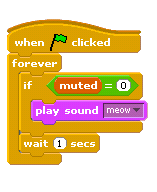 when clicked
forever
if muted = 0
play sound meow
wait 1 secs